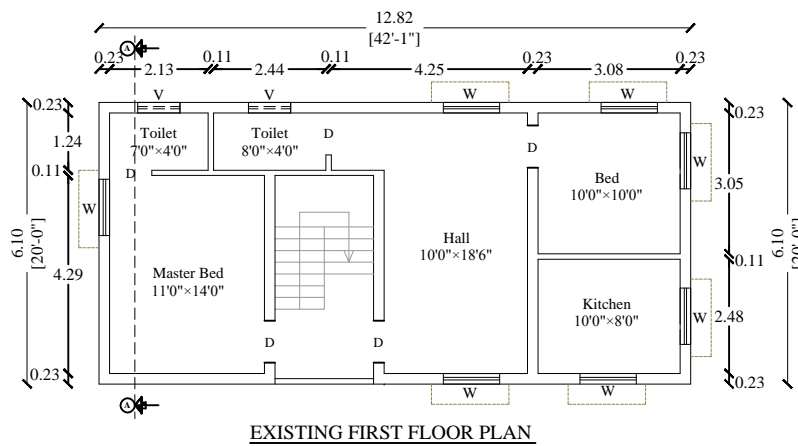 12.82
[42'-1"]
A
0.23 2.13 0.11 2.44 0.11 4.25 0.23 3.08 0.23
V V W W
0.23 0.23
Toilet Toilet D
7'0"×4'0" 8'0"×4'0"
1.24
D W
0.11 D
Bed 3.05
10'0"×10'0"
W
6.10
[20'-0"]
Hall
10'0"×18'6"
0.11
6.10
[20'-0"]
4.29
Master Bed
11'0"×14'0"
Kitchen
10'0"×8'0"
W 2.48
D D
0.23 0.23
W W
A
EXISTING FIRST FLOOR PLAN